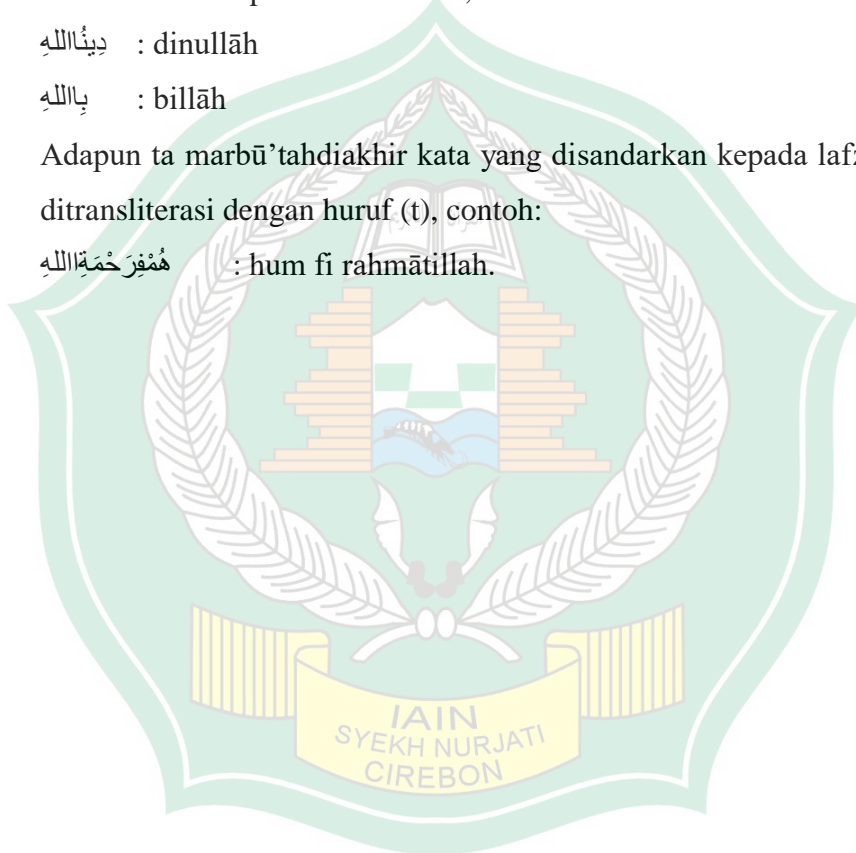 دِينُاللهِ : dinullāh
بِاللهِ : billāh
Adapun ta marbū’tahdiakhir kata yang disandarkan kepada
ditransliterasi dengan huruf (t), contoh:
هُمْفِرَحْمَةِاللهِ : hum fi rahmātillah.
IAIN
SYEKH NURJATI
CIREBON